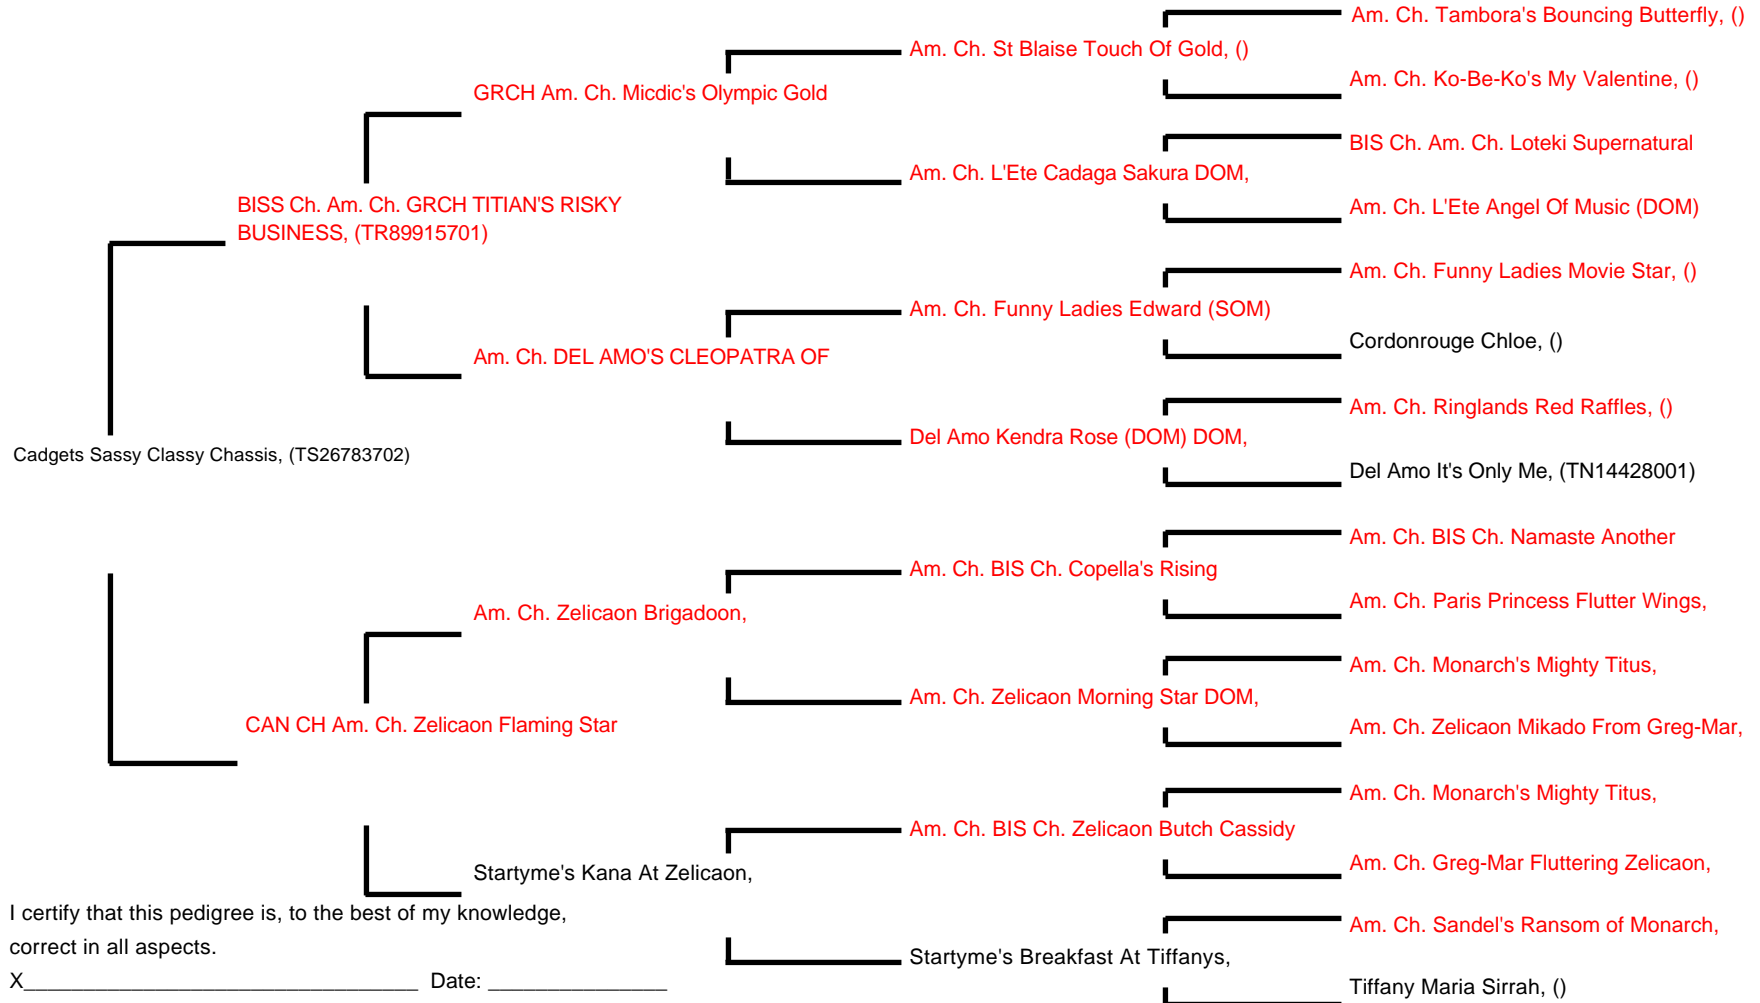 Am. Ch. Tambora's Bouncing Butterfly, ()
Am. Ch. St Blaise Touch Of Gold, ()
Am. Ch. Ko-Be-Ko's My Valentine, ()
GRCH Am. Ch. Micdic's Olympic Gold
BIS Ch. Am. Ch. Loteki Supernatural
Am. Ch. L'Ete Cadaga Sakura DOM,
Am. Ch. L'Ete Angel Of Music (DOM)
BISS Ch. Am. Ch. GRCH TITIAN'S RISKY
BUSINESS, (TR89915701)
Am. Ch. Funny Ladies Movie Star, ()
Am. Ch. Funny Ladies Edward (SOM)
Cordonrouge Chloe, ()
Am. Ch. DEL AMO'S CLEOPATRA OF
Am. Ch. Ringlands Red Raffles, ()
Del Amo Kendra Rose (DOM) DOM,
Del Amo It's Only Me, (TN14428001)
Cadgets Sassy Classy Chassis, (TS26783702)
Am. Ch. BIS Ch. Namaste Another
Am. Ch. BIS Ch. Copella's Rising
Am. Ch. Paris Princess Flutter Wings,
Am. Ch. Zelicaon Brigadoon,
Am. Ch. Monarch's Mighty Titus,
Am. Ch. Zelicaon Morning Star DOM,
Am. Ch. Zelicaon Mikado From Greg-Mar,
CAN CH Am. Ch. Zelicaon Flaming Star
Am. Ch. Monarch's Mighty Titus,
Am. Ch. BIS Ch. Zelicaon Butch Cassidy
Am. Ch. Greg-Mar Fluttering Zelicaon,
Startyme's Kana At Zelicaon,
Am. Ch. Sandel's Ransom of Monarch,
Startyme's Breakfast At Tiffanys,
Tiffany Maria Sirrah, ()
I certify that this pedigree is, to the best of my knowledge,
correct in all aspects.
X_________________________________ Date: _______________